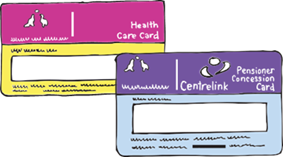 Health
Care Card
Centrelink
Pensioner
Concession
Card